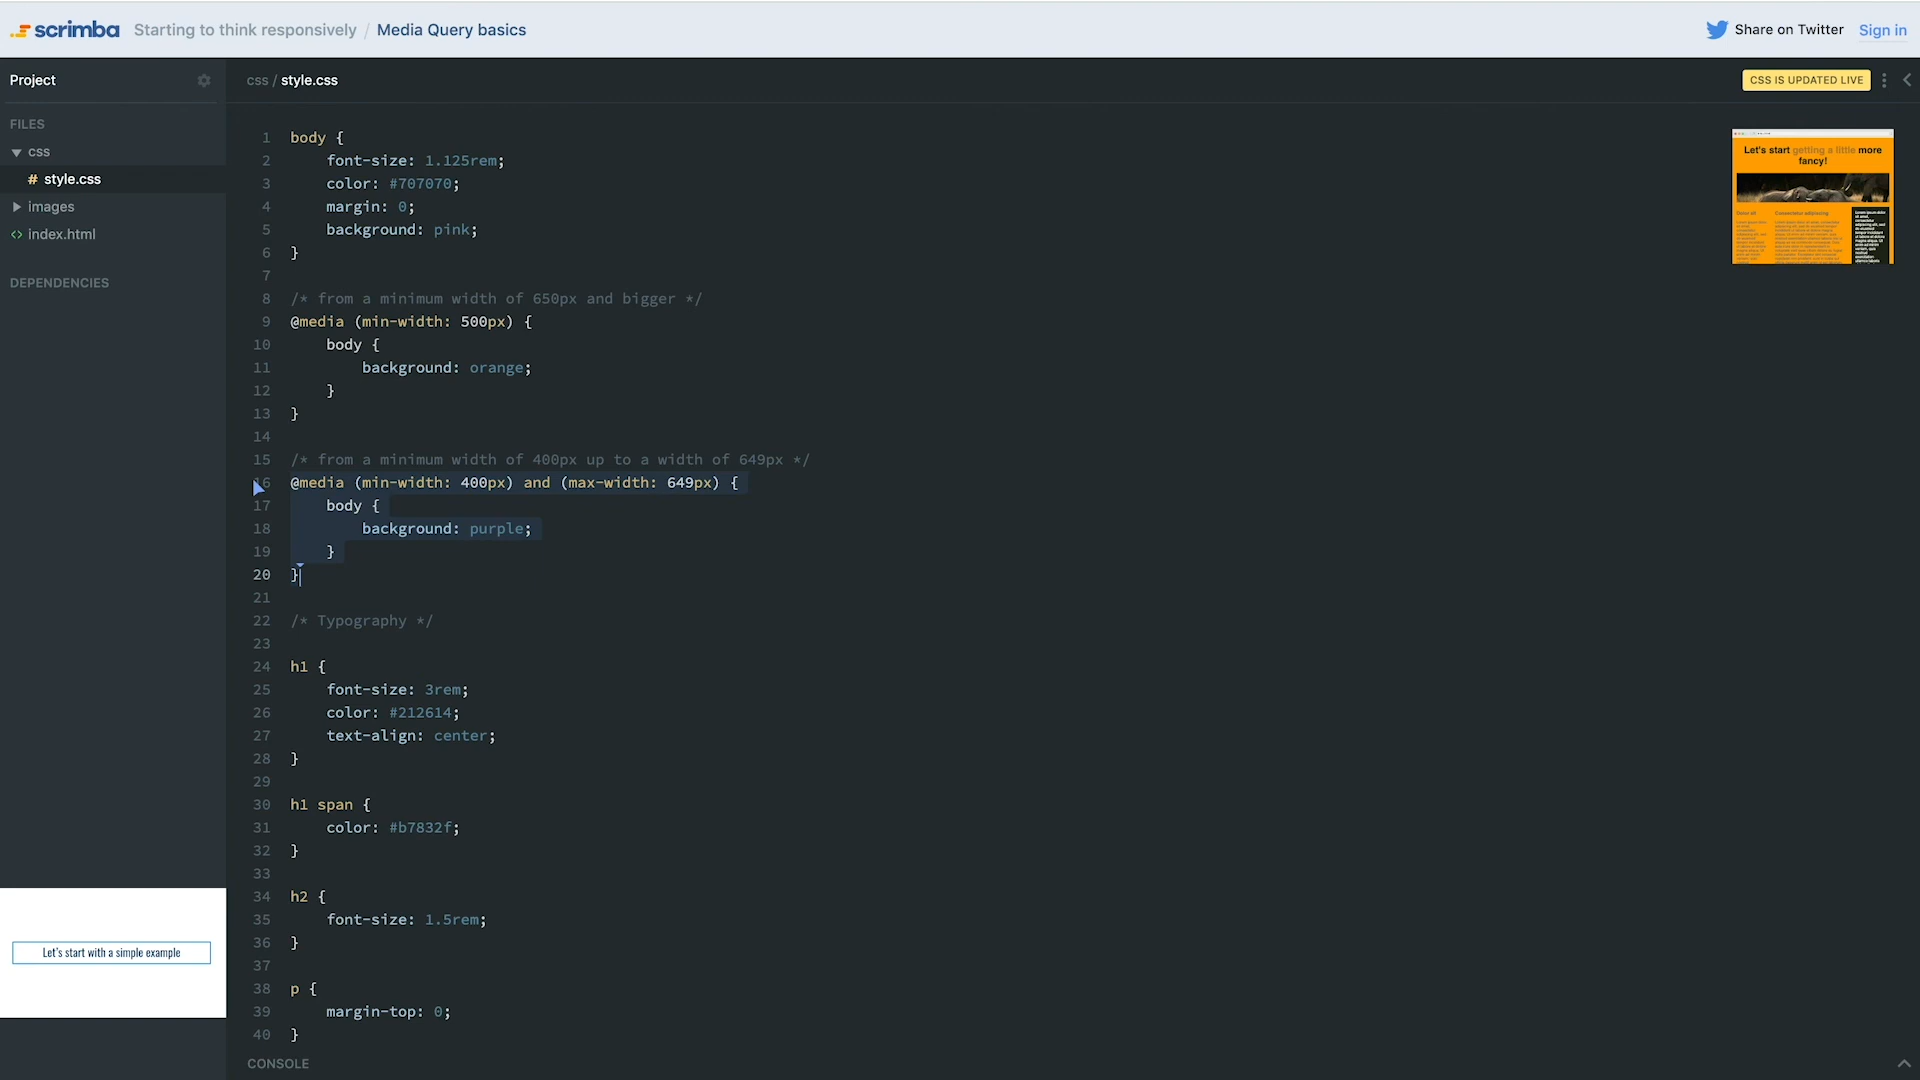 scrimba Starting to think responsively / Media Query basics
Share on Twitter Sign in
Project
css / style.css
CSS IS UPDATED LIVE
FILES
css
# style.css
images
<> index.html
DEPENDENCIES
1 body {
2 font-size: 1.125rem;
3 color: #707070;
4 margin: 0;
5 background: pink;
6 }
7
8 /* from a minimum width of 650px and bigger */
9 @media (min-width: 500px) {
10 body {
11 background: orange;
12 }
13 }
14
15 /* from a minimum width of 400px up to a width of 649px */
16 @media (min-width: 400px) and (max-width: 649px) {
17 body {
18 background: purple;
19 }
20 }
21
22 /* Typography */
23
24 h1 {
25 font-size: 3rem;
26 color: #212614;
27 text-align: center;
28 }
29
30 h1 span {
31 color: #b7832f;
32 }
33
34 h2 {
35 font-size: 1.5rem;
36 }
37
38 p {
39 margin-top: 0;
40 }
CONSOLE
Let's start getting a little more
fancy!
Dolor sit
Consectetur adipiscing
Let's start with a simple example